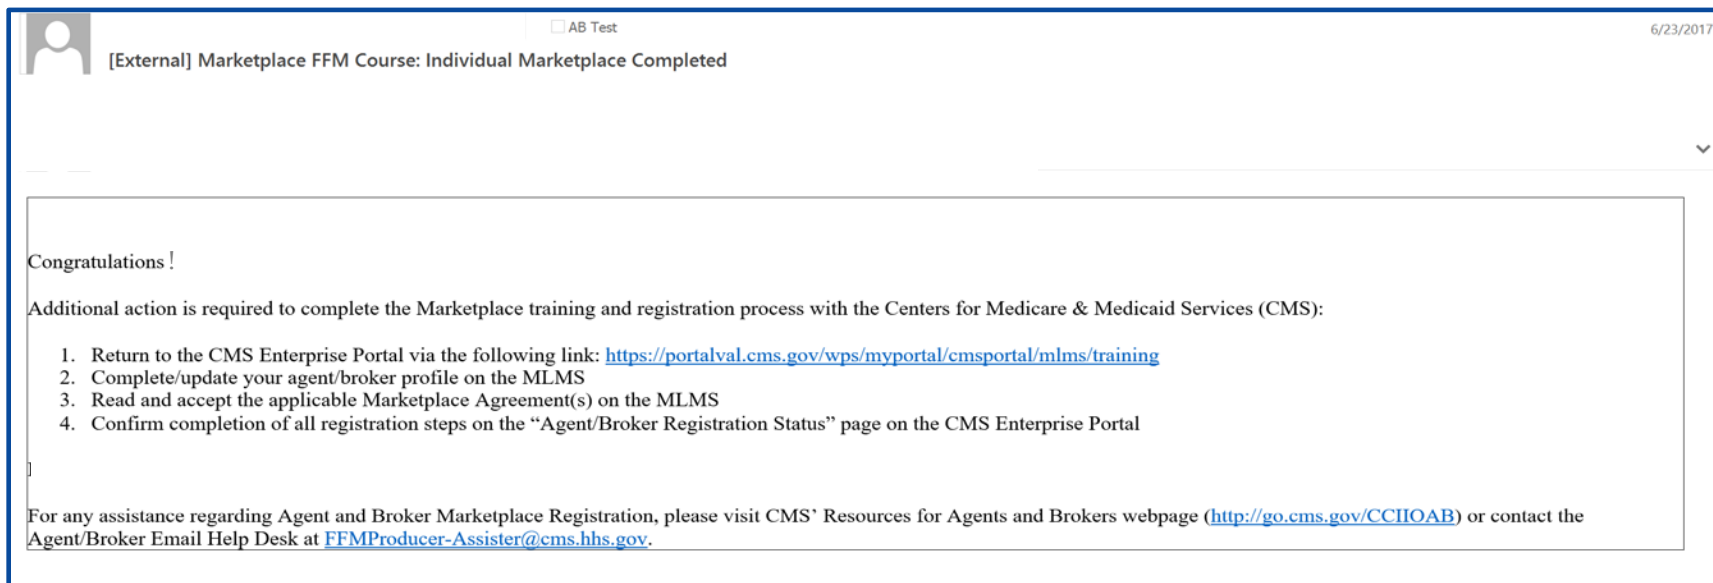 AB Test
6/23/2017
[External] Marketplace FFM Course: Individual Marketplace Completed
Congratulations !
Additional action is required to complete the Marketplace training and registration process with the Centers for Medicare & Medicaid Services (CMS):
1. Return to the CMS Enterprise Portal via the following link: https://portalval.cms.gov/wps/myportal/cmsportal/mlms/training
2. Complete/update your agent/broker profile on the MLMS
3. Read and accept the applicable Marketplace Agreement(s) on the MLMS
4. Confirm completion of all registration steps on the “Agent/Broker Registration Status” page on the CMS Enterprise Portal
]
For any assistance regarding Agent and Broker Marketplace Registration, please visit CMS’ Resources for Agents and Brokers webpage (http://go.cms.gov/CCIIOAB) or contact the
Agent/Broker Email Help Desk at FFMProducer-Assister@cms.hhs.gov.